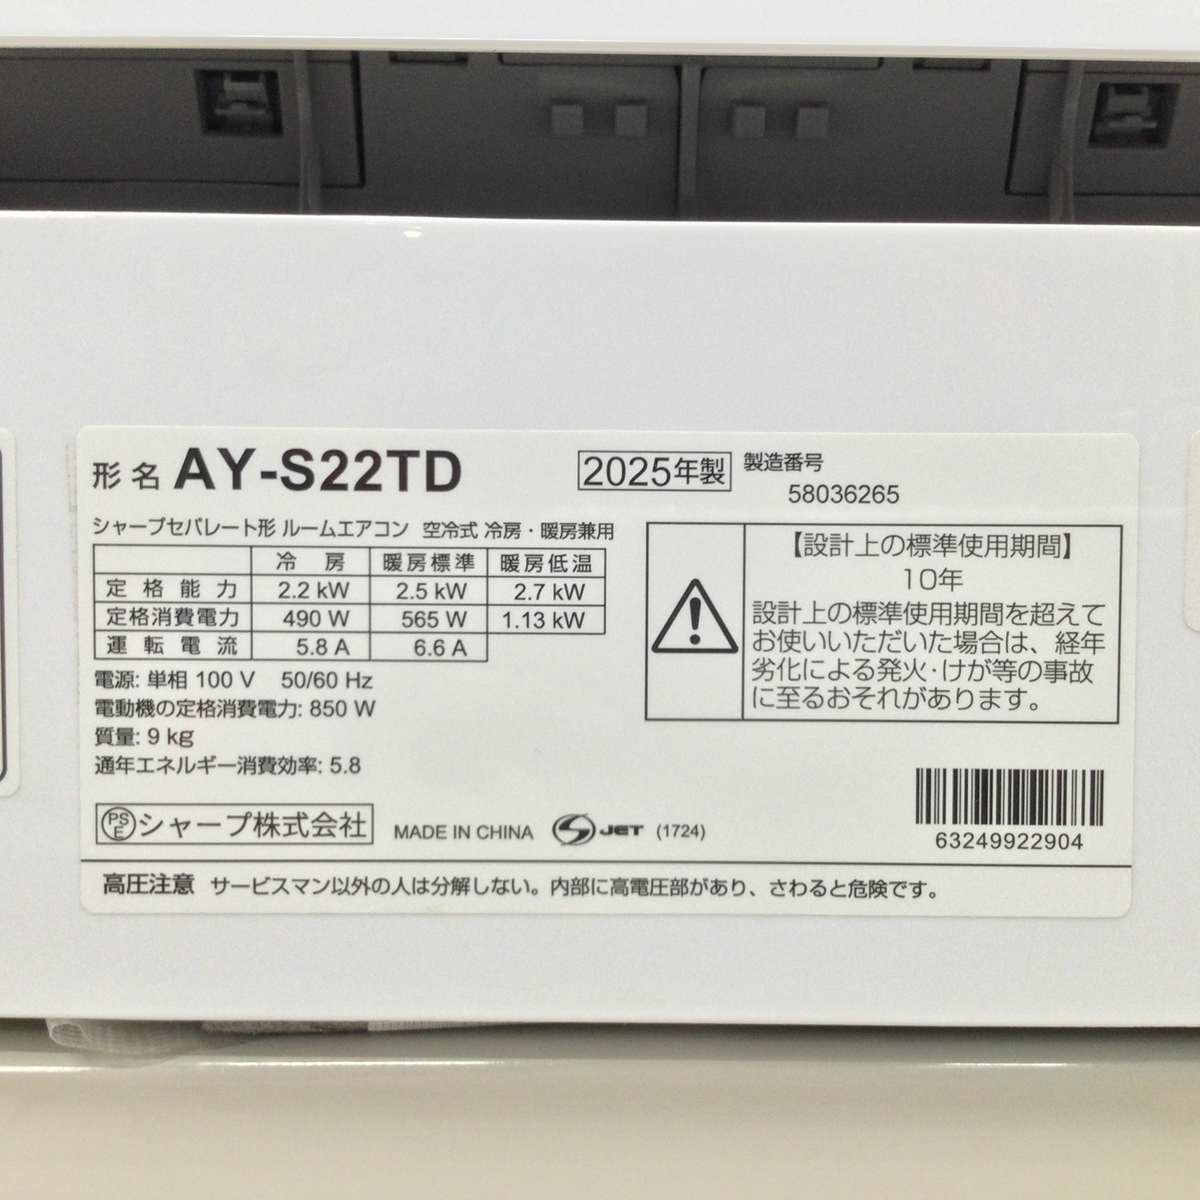 形名 AY-S22TD 2025年製 製造番号
58036265
シャープセパレート形 ルームエアコン 空冷式 冷房・暖房兼用
冷房 暖房標準 暖房低温
定格能力 2.2 kW 2.5 kW 2.7 kW
定格消費電力 490 W 565 W 1.13 kW
運転電流 5.8 A 6.6 A
電源: 単相 100 V 50/60 Hz
電動機の定格消費電力: 850 W
質量: 9 kg
通年エネルギー消費効率: 5.8
【設計上の標準使用期間】
10年
設計上の標準使用期間を超えて
お使いいただいた場合は、経年
劣化による発火･けが等の事故
に至るおそれがあります。
PSE シャープ株式会社 MADE IN CHINA JET (1724)
63249922904
高圧注意 サービスマン以外の人は分解しない。内部に高電圧部があり、さわると危険です。